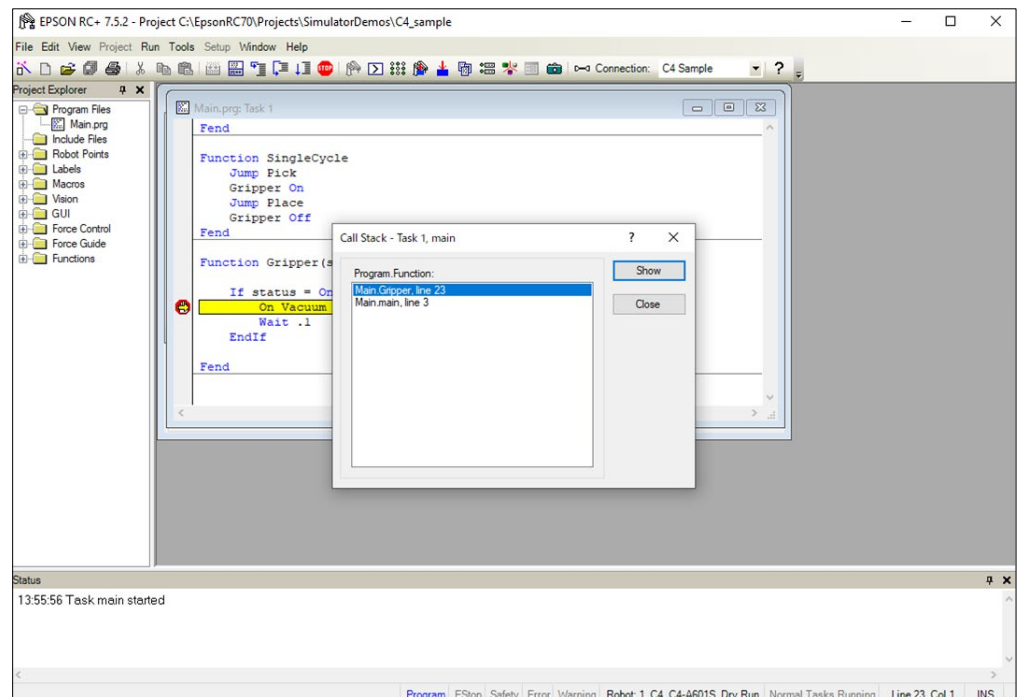 EPSON RC+ 7.5.2 - Project C:\EpsonRC70\Projects\SimulatorDemos\C4_sample
File Edit View Project Run Tools Setup Window Help
Connection: C4 Sample
Project Explorer
Program Files
Main.prg
Include Files
Robot Points
Labels
Macros
Vision
GUI
Force Control
Force Guide
Functions
Main.prg: Task 1
Fend
Function SingleCycle
Jump Pick
Gripper On
Jump Place
Gripper Off
Fend
Function Gripper(s
If status = On
On Vacuum
Wait .1
EndIf
Fend
Call Stack - Task 1, main
Program.Function:
Main.Gripper, line 23
Main.main, line 3
Show
Close
Status
13:55:56 Task main started
Program EStop Safety Error Warning Robot: 1, C4, C4-A601S, Dry Run Normal Tasks Running Line 23, Col 1 INS